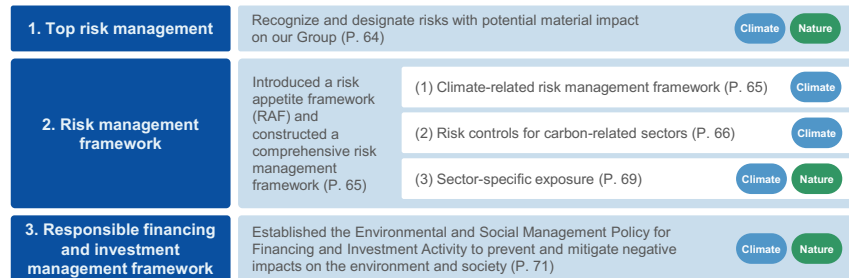 1. Top risk management
Recognize and designate risks with potential material impact
on our Group (P. 64)
Climate
Nature
2. Risk management
framework
Introduced a risk
appetite framework
(RAF) and
constructed a
comprehensive risk
management
framework (P. 65)
(1) Climate-related risk management framework (P. 65)
Climate
(2) Risk controls for carbon-related sectors (P. 66)
Climate
(3) Sector-specific exposure (P. 69)
Climate
Nature
3. Responsible financing
and investment
management framework
Established the Environmental and Social Management Policy for
Financing and Investment Activity to prevent and mitigate negative
impacts on the environment and society (P. 71)
Climate
Nature